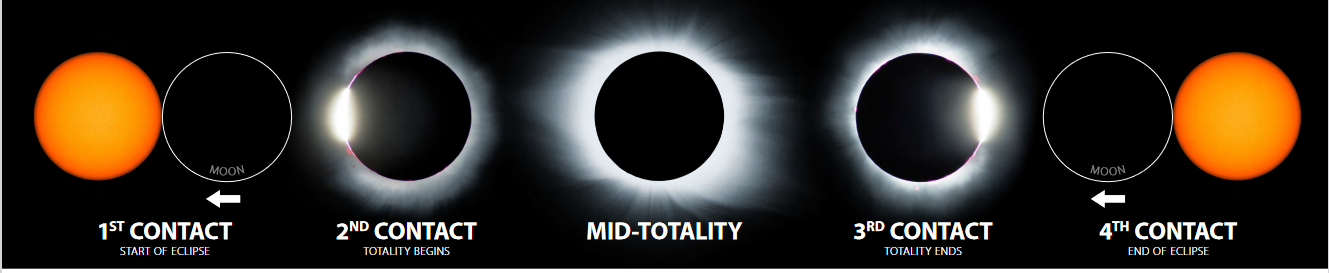 MOON
MOON
1ST CONTACT
START OF ECLIPSE
2ND CONTACT
TOTALITY BEGINS
MID-TOTALITY
3RD CONTACT
TOTALITY ENDS
4TH CONTACT
END OF ECLIPSE